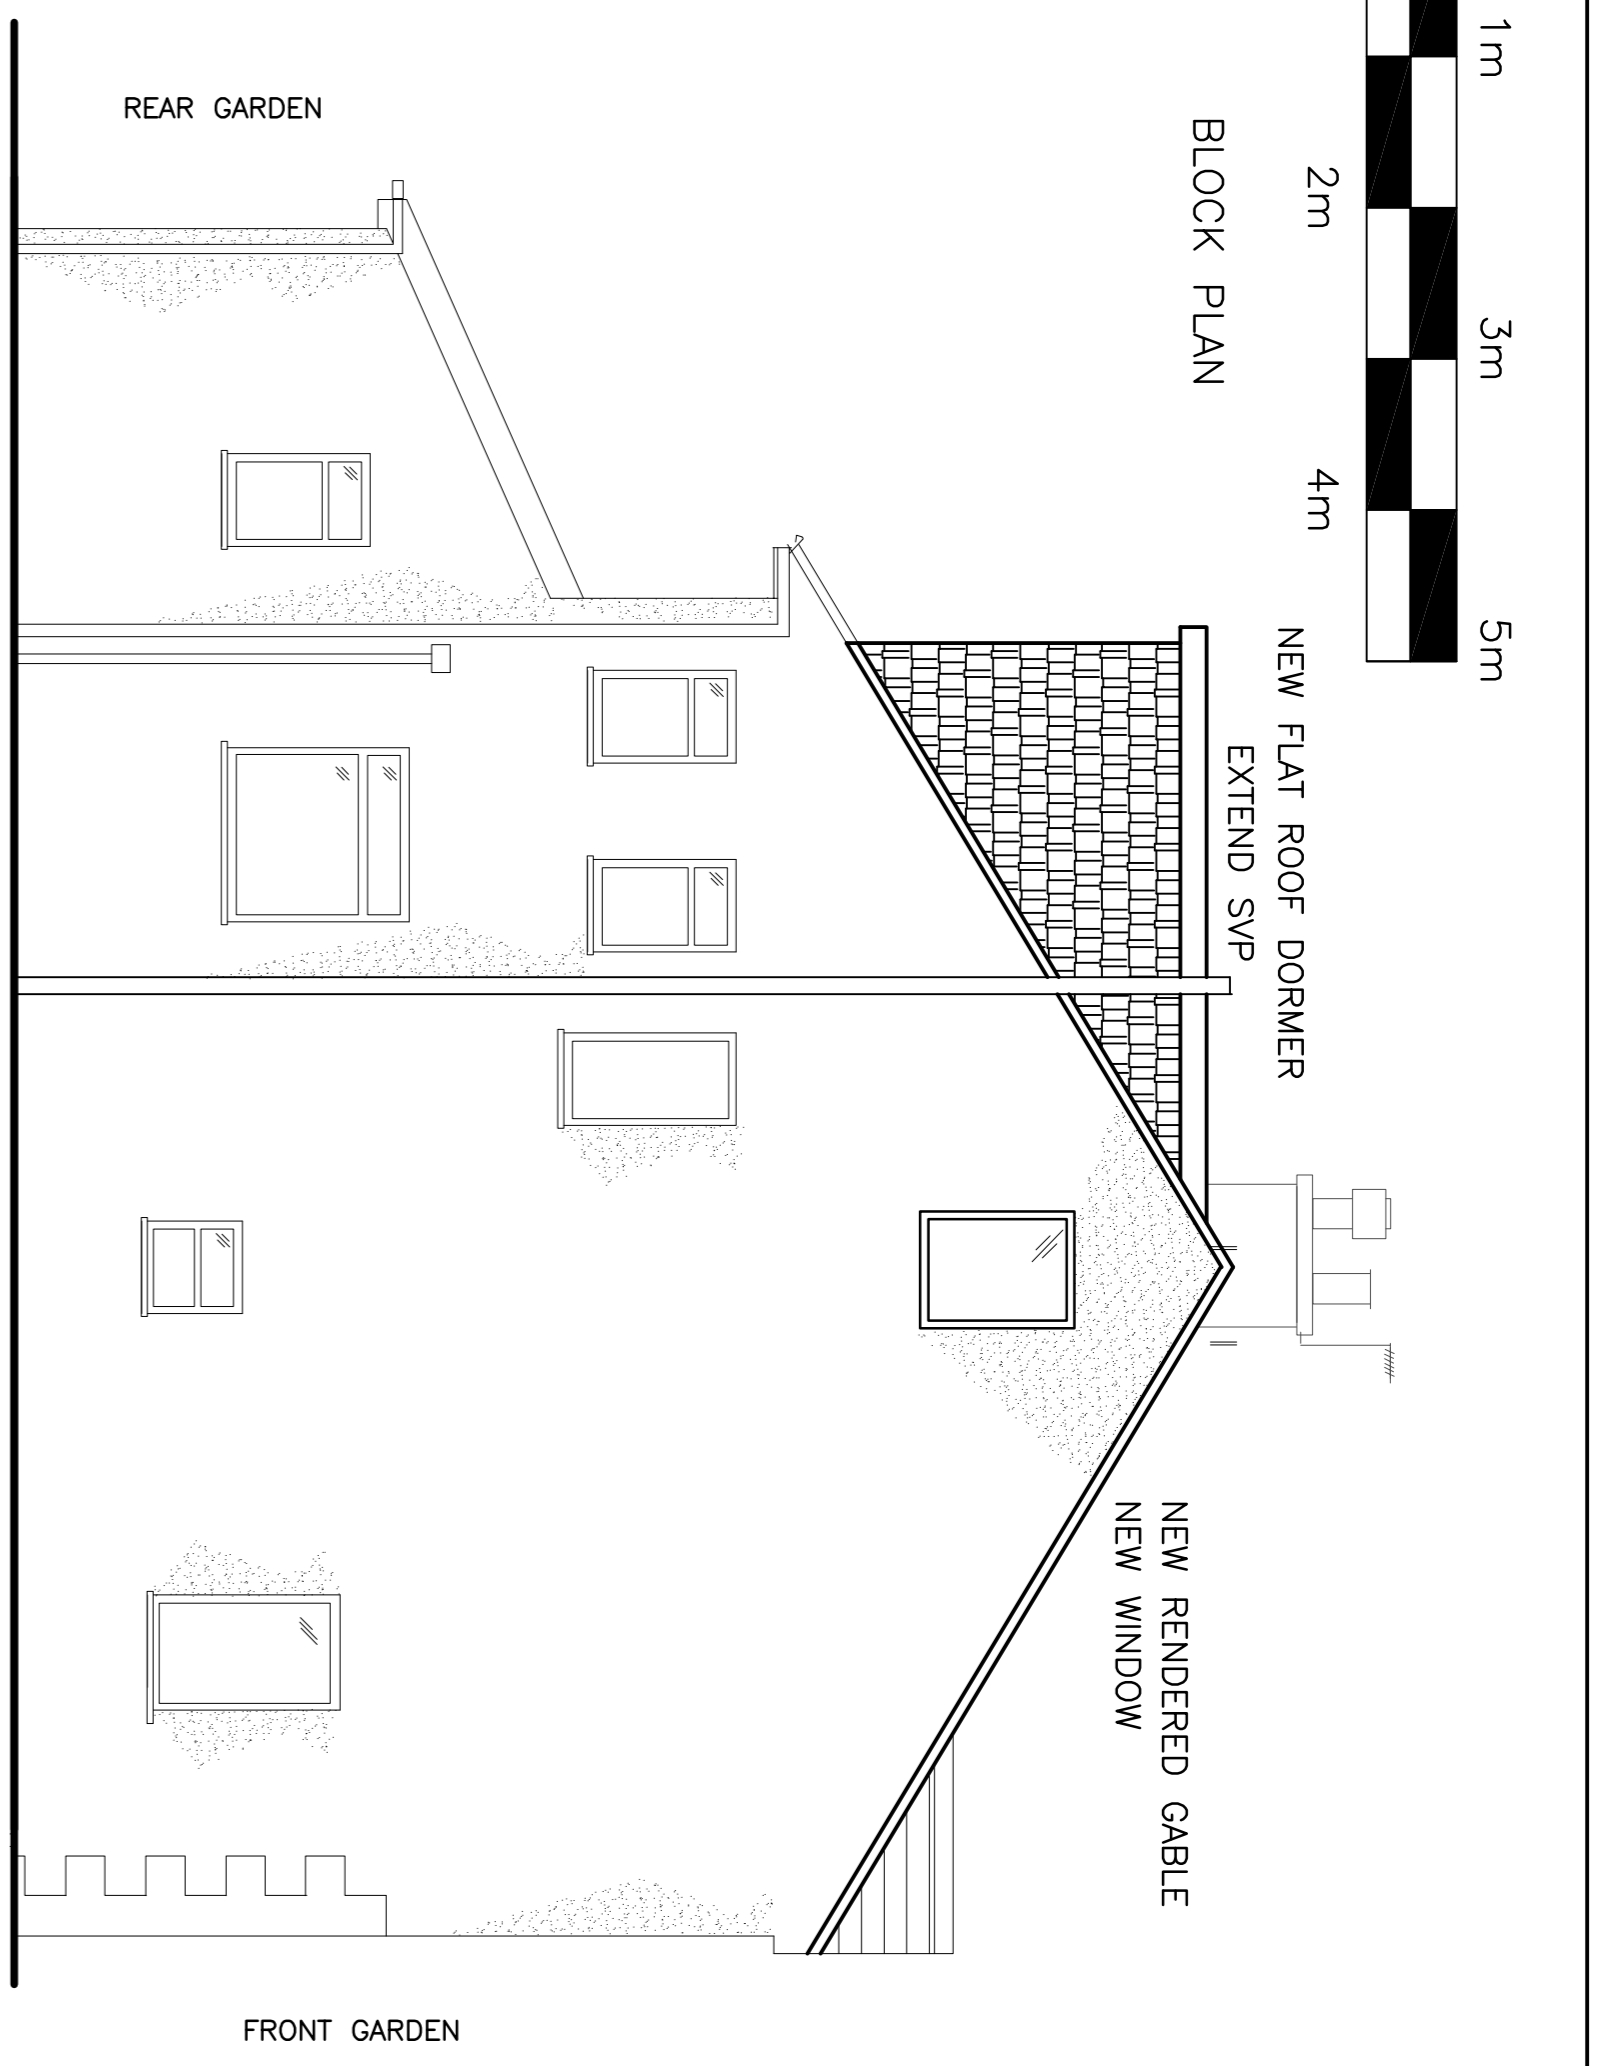 1m
2m
3m
4m
5m
BLOCK PLAN
NEW FLAT ROOF DORMER
EXTEND SVP
NEW RENDERED GABLE
NEW WINDOW
REAR GARDEN
FRONT GARDEN